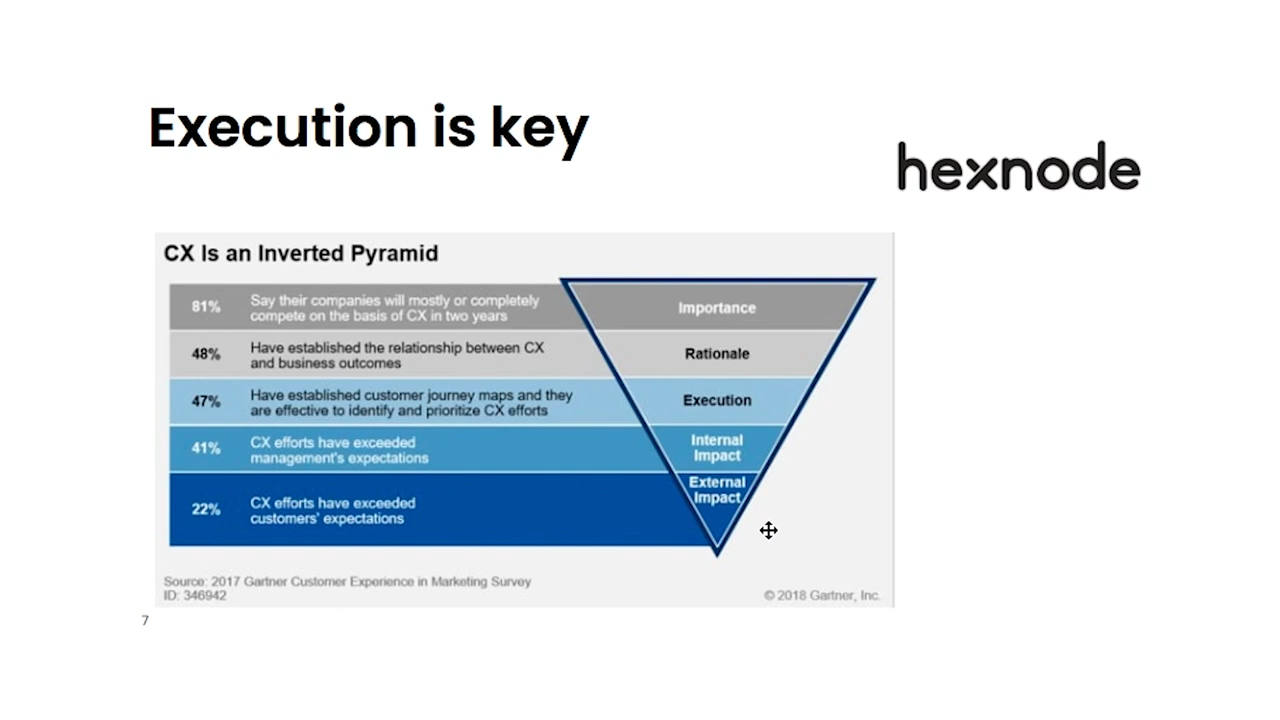 Execution is key
hexnode
CX Is an Inverted Pyramid
81%
Say their companies will mostly or completely
compete on the basis of CX in two years
Importance
48%
Have established the relationship between CX
and business outcomes
Rationale
47%
Have established customer journey maps and they
are effective to identify and prioritize CX efforts
Execution
41%
CX efforts have exceeded
management's expectations
Internal
Impact
22%
CX efforts have exceeded
customers' expectations
External
Impact
Source: 2017 Gartner Customer Experience in Marketing Survey
ID: 346942
© 2018 Gartner, Inc.
7